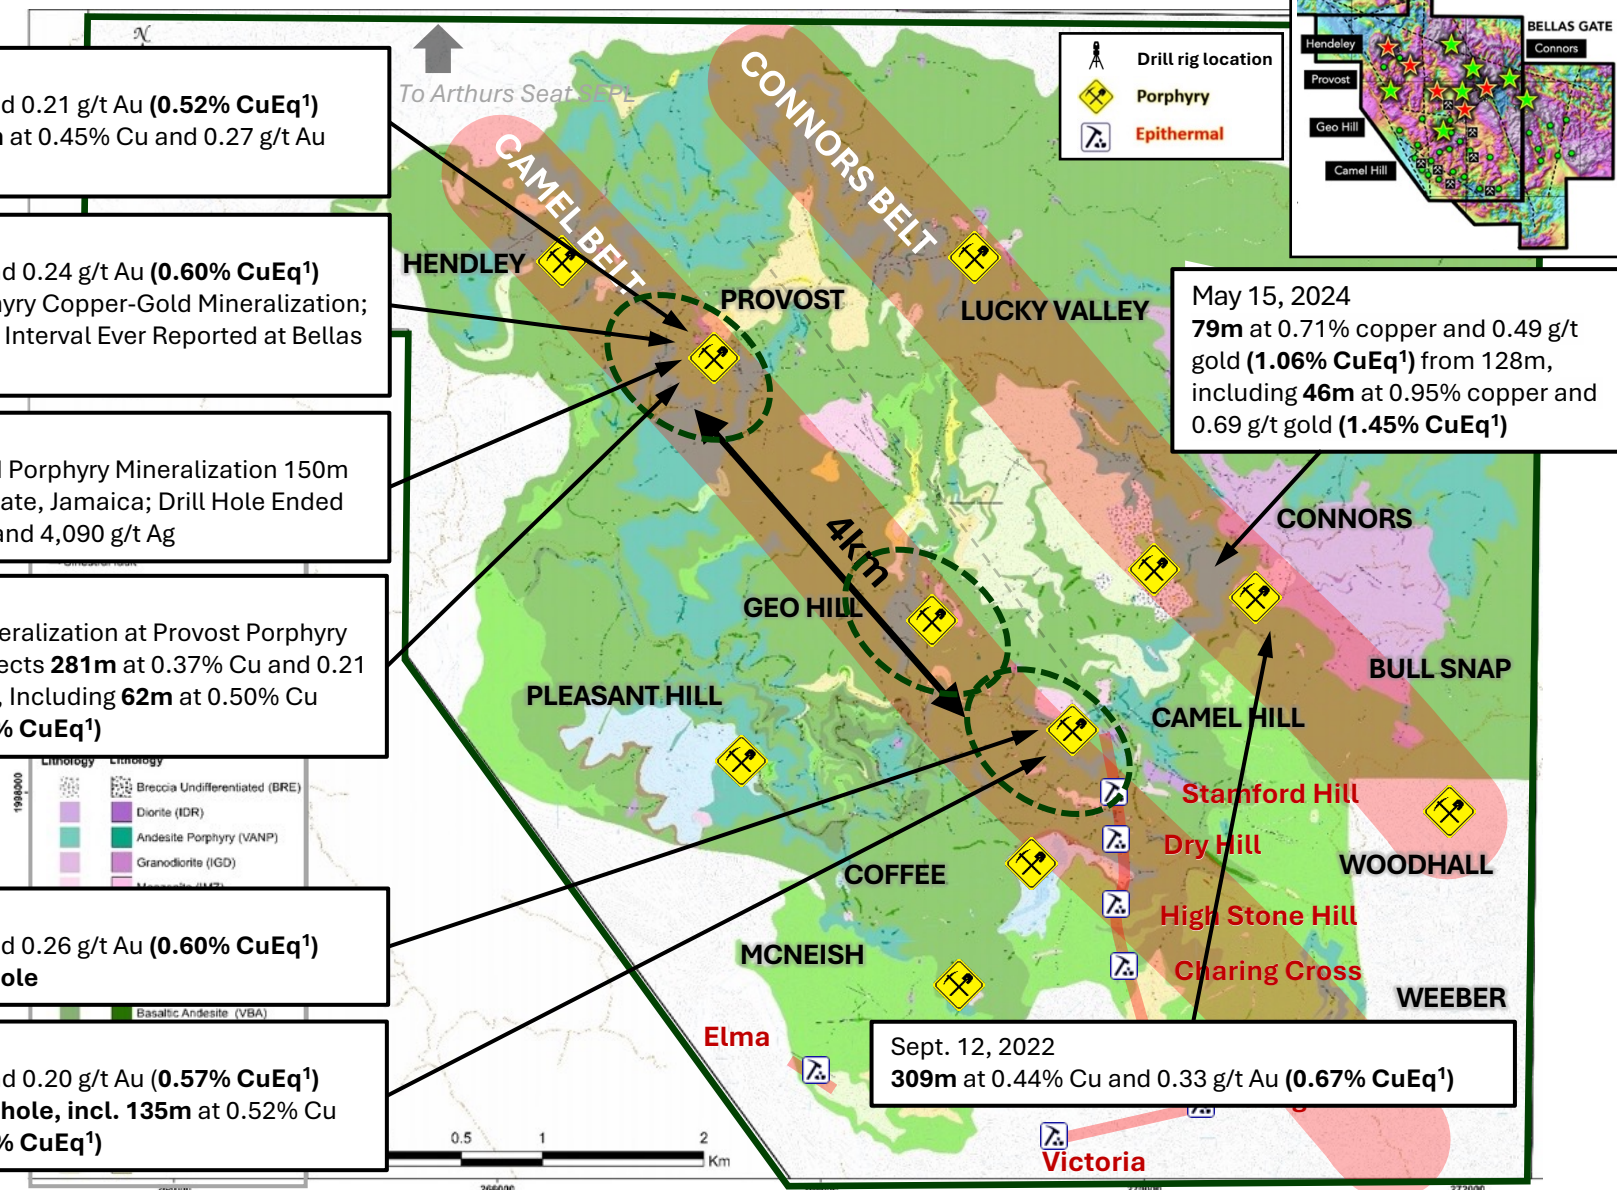 N
To Arthurs Seat SEPL
d 0.21 g/t Au (0.52% CuEq¹)
at 0.45% Cu and 0.27 g/t Au
d 0.24 g/t Au (0.60% CuEq¹)
hyry Copper-Gold Mineralization;
Interval Ever Reported at Bellas
Porphyry Mineralization 150m
ate, Jamaica; Drill Hole Ended
and 4,090 g/t Ag
eralization at Provost Porphyry
ects 281m at 0.37% Cu and 0.21
, Including 62m at 0.50% Cu
% CuEq¹)
Lithology Lithology
Breccia Undifferentiated (BRE)
Diorite (IDR)
Andesite Porphyry (VANP)
Granodiorite (IGD)
1998000
d 0.26 g/t Au (0.60% CuEq¹)
ole
Basaltic Andesite (VBA)
d 0.20 g/t Au (0.57% CuEq¹)
hole, incl. 135m at 0.52% Cu
% CuEq¹)
0.5 1 2
Km
CAMEL BELT
CONNORS BELT
Drill rig location
Porphyry
Epithermal
BELLAS GATE
Hendeley
Connors
Provost
Geo Hill
Camel Hill
HENDLEY
PROVOST
LUCKY VALLEY
May 15, 2024
79m at 0.71% copper and 0.49 g/t
gold (1.06% CuEq¹) from 128m,
including 46m at 0.95% copper and
0.69 g/t gold (1.45% CuEq¹)
4km
CONNORS
GEO HILL
BULL SNAP
PLEASANT HILL
CAMEL HILL
Stamford Hill
Dry Hill
WOODHALL
COFFEE
High Stone Hill
MCNEISH
Charing Cross
WEEBER
Elma
Sept. 12, 2022
309m at 0.44% Cu and 0.33 g/t Au (0.67% CuEq¹)
Victoria